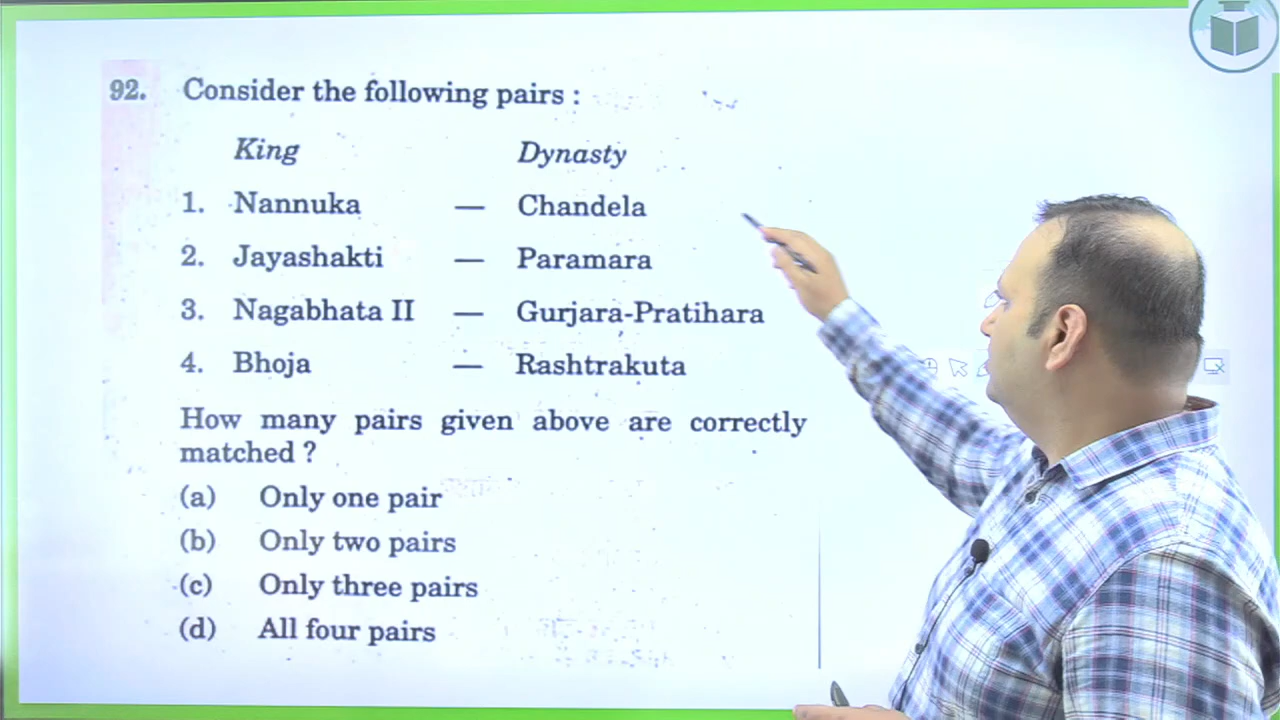 92. Consider the following pairs :
King Dynasty
1. Nannuka — Chandela
2. Jayashakti — Paramara
3. Nagabhata II — Gurjara-Pratihara
4. Bhoja — Rashtrakuta
How many pairs given above are correctly
matched ?
(a) Only one pair
(b) Only two pairs
(c) Only three pairs
(d) All four pairs